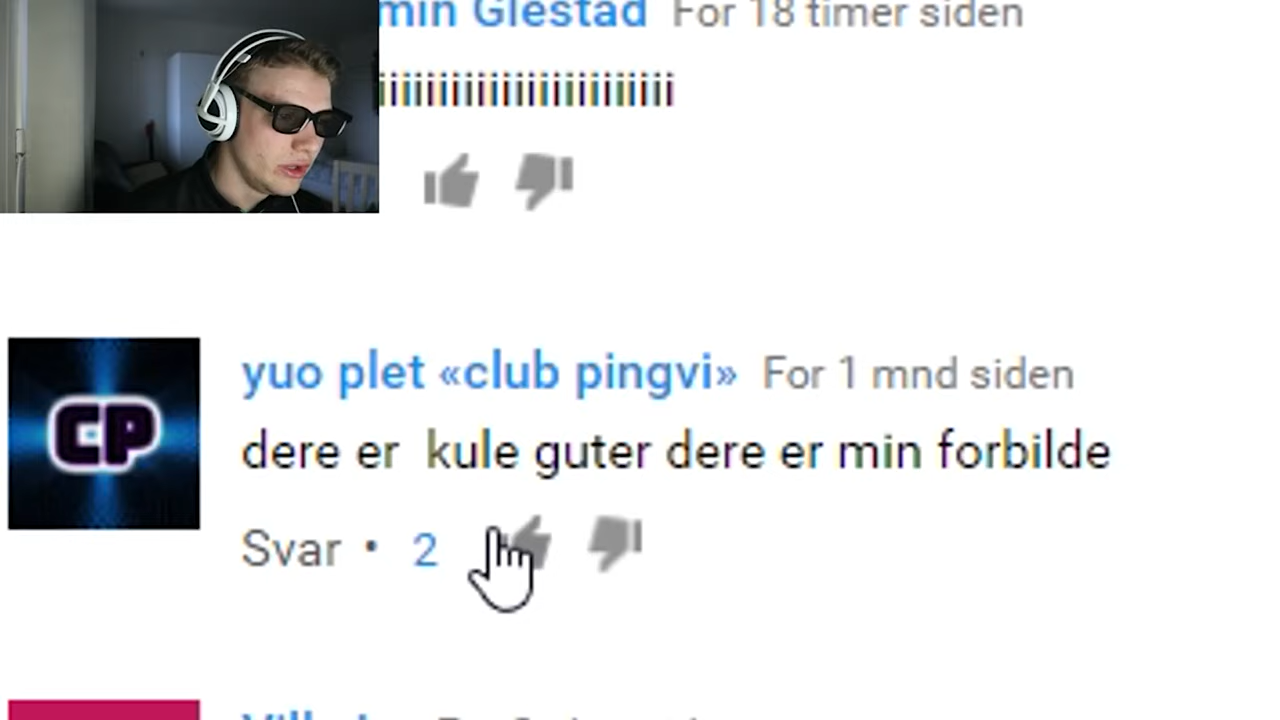 min Glestad For 18 timer siden
iiiiiiiiiiiiiiiiiiiiiiii
yuo plet «club pingvi» For 1 mnd siden
CP
dere er kule guter dere er min forbilde
Svar • 2